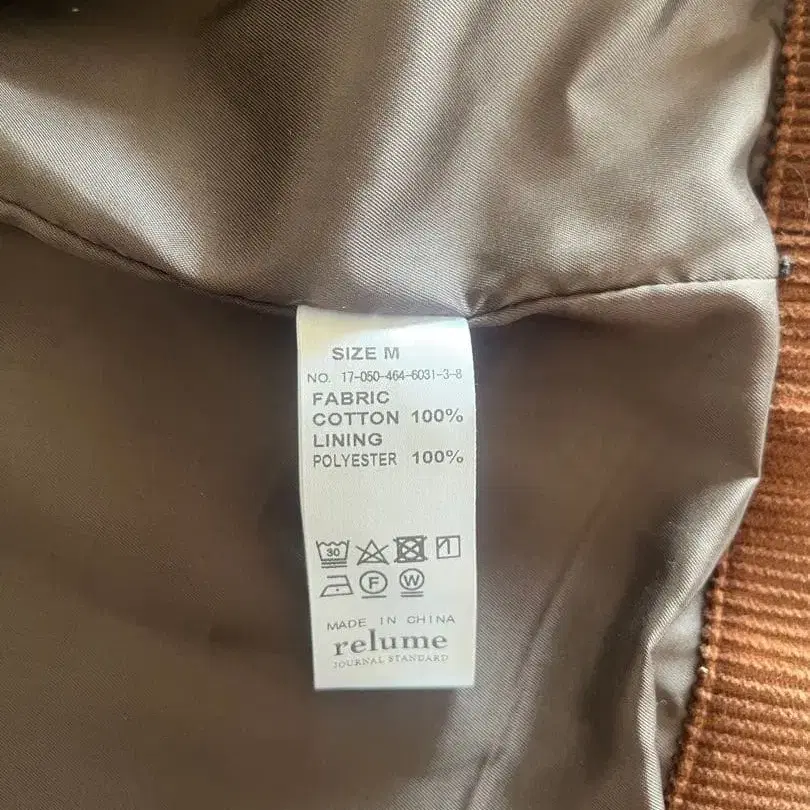 SIZE M
NO. 17-050-464-6031-3-8
FABRIC
COTTON 100%
LINING
POLYESTER 100%
30
F W
MADE IN CHINA
relume
JOURNAL STANDARD